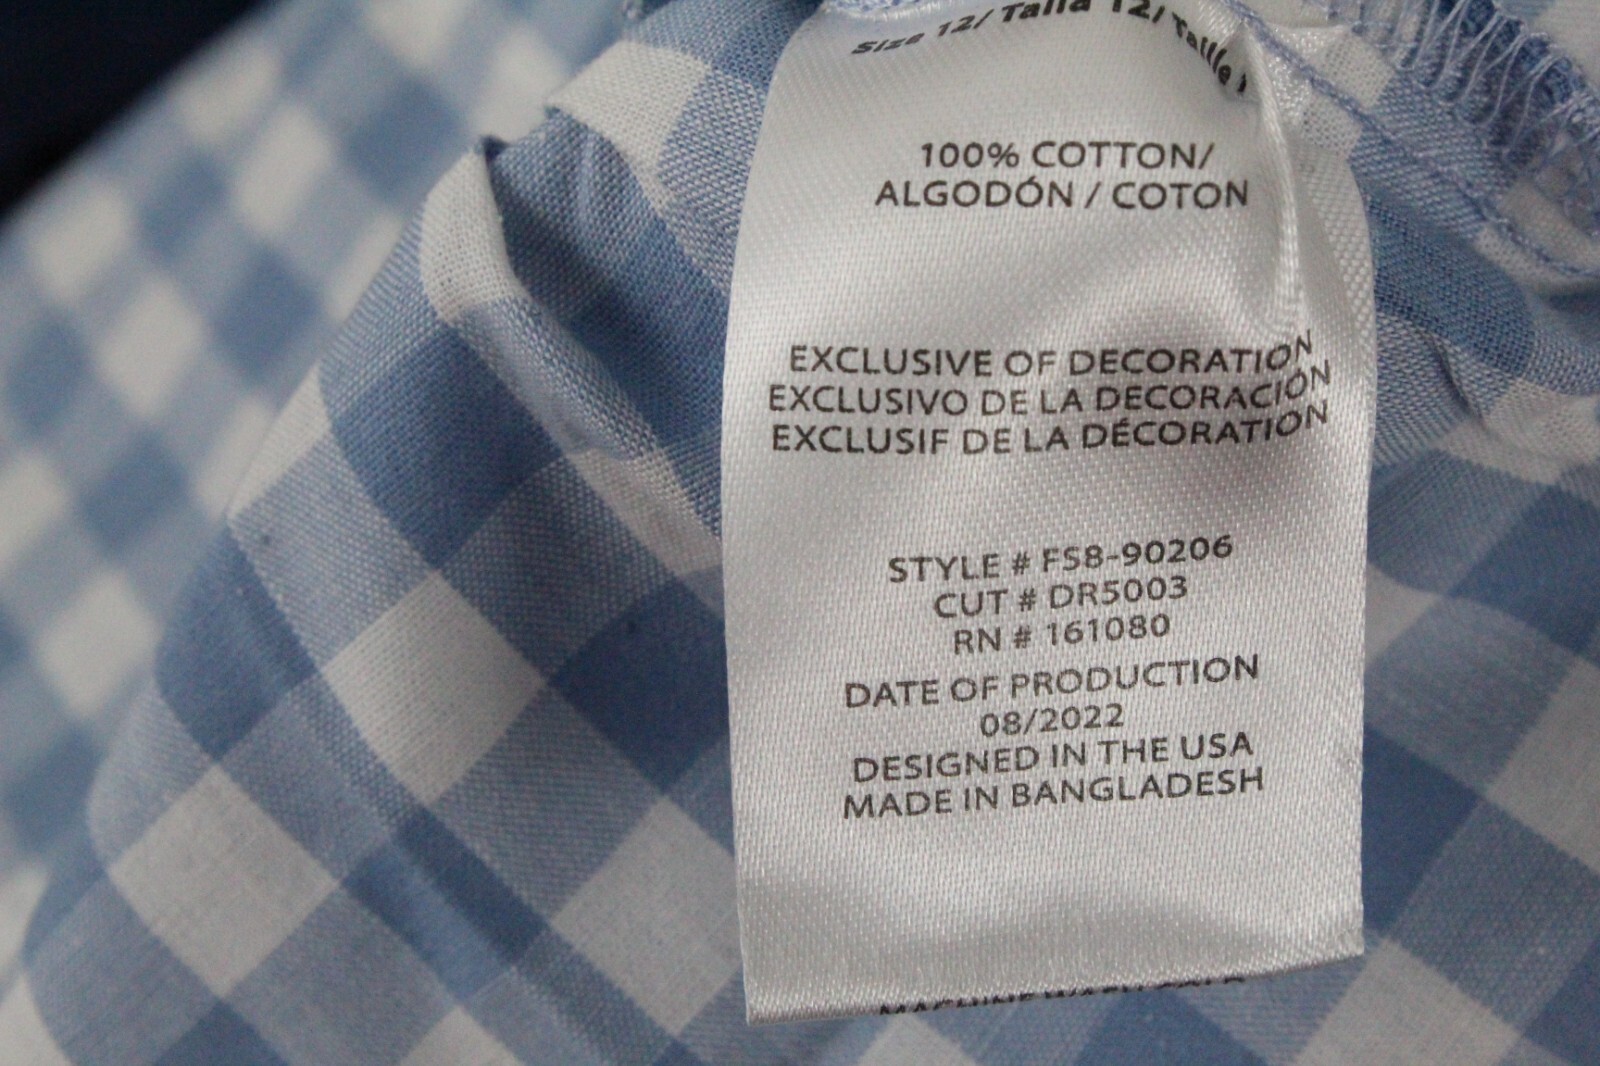 Size 12/ Talla 12/ Taille
100% COTTON/
ALGODÓN / COTON
EXCLUSIVE OF DECORATION
EXCLUSIVO DE LA DECORACIÓN
EXCLUSIF DE LA DÉCORATION
STYLE # FS8-90206
CUT # DR5003
RN # 161080
DATE OF PRODUCTION
08/2022
DESIGNED IN THE USA
MADE IN BANGLADESH